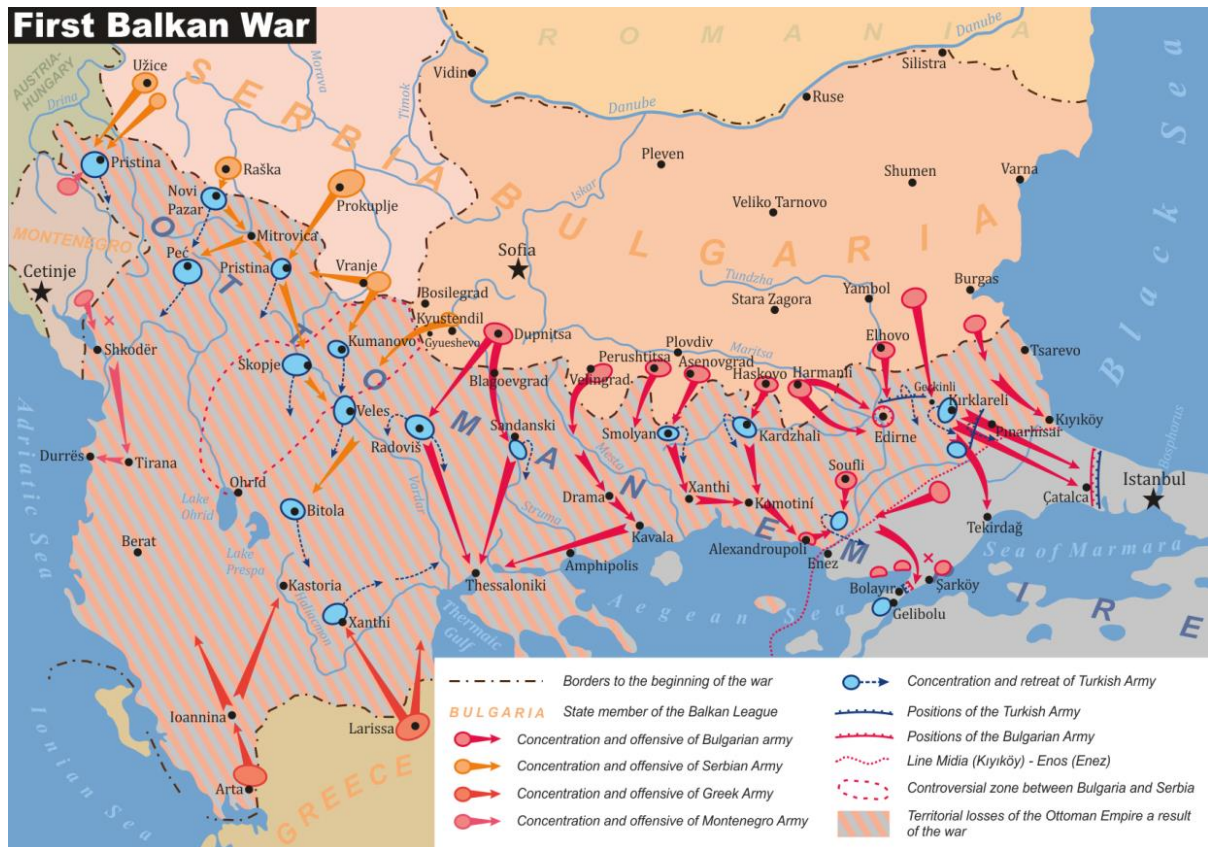 First Balkan War
AUSTRIA-
HUNGARY
Užice
Drina
SERBIA
Morava
Timok
Vidin
ROMANIA
Danube
Silistra
Danube
Ruse
Black Sea
Pristina
Raška
Novi
Pazar
Prokuplje
Pleven
Iskar
Shumen
Varna
Veliko Tarnovo
BULGARIA
MONTENEGRO
Mitrovica
Peć
Pristina
Vranje
Sofia
Cetinje
Bosilegrad
Kyustendil
Gyueshevo
Dupnitsa
Tundzha
Stara Zagora
Yambol
Burgas
Shkodër
Kumanovo
Skopje
Blagoevgrad
Velingrad
Perushtitsa
Plovdiv
Asenovgrad
Maritsa
Haskovo
Harmanli
Elhovo
Tsarevo
Geckinli
Kırklareli
Kıyıköy
Pınarhisar
OTTOMAN EMPIRE
Veles
Radoviš
Sandanski
Smolyan
Kardzhali
Edirne
Bosphorus
Adriatic Sea
Durrës
Tirana
Ohrid
Lake
Ohrid
Bitola
Vardar
Struma
Mesta
Drama
Xanthi
Komotiní
Soufli
Çatalca
Istanbul
Tekirdağ
Berat
Lake
Prespa
Kavala
Amphipolis
Alexandroupoli
Enez
Sea of Marmara
Kastoria
Thessaloniki
Haliacmon
Xanthi
Thermaic
Gulf
Aegean Sea
Bolayır
Şarköy
Gelibolu
Ioannina
Larissa
Arta
GREECE
Ionian Sea
Borders to the beginning of the war
BULGARIA State member of the Balkan League
Concentration and offensive of Bulgarian army
Concentration and offensive of Serbian Army
Concentration and offensive of Greek Army
Concentration and offensive of Montenegro Army
Concentration and retreat of Turkish Army
Positions of the Turkish Army
Positions of the Bulgarian Army
Line Midia (Kıyıköy) - Enos (Enez)
Controversial zone between Bulgaria and Serbia
Territorial losses of the Ottoman Empire a result
of the war